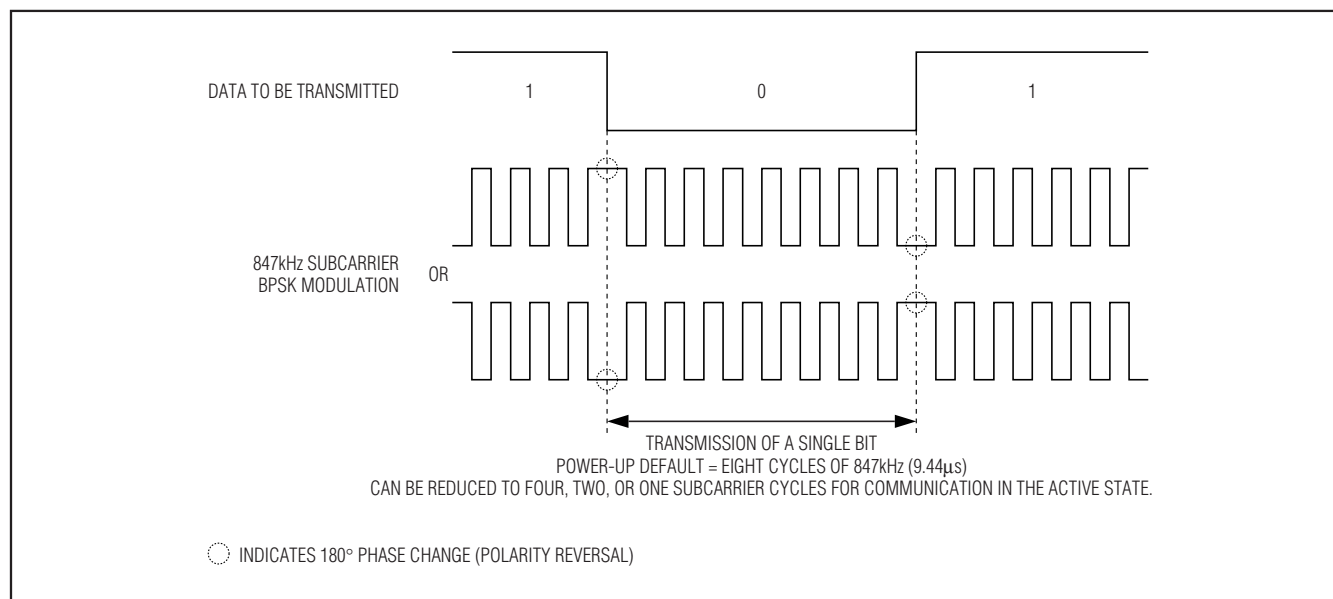 DATA TO BE TRANSMITTED 1 0 1
847kHz SUBCARRIER
BPSK MODULATION
OR
TRANSMISSION OF A SINGLE BIT
POWER-UP DEFAULT = EIGHT CYCLES OF 847kHz (9.44μs)
CAN BE REDUCED TO FOUR, TWO, OR ONE SUBCARRIER CYCLES FOR COMMUNICATION IN THE ACTIVE STATE.
INDICATES 180° PHASE CHANGE (POLARITY REVERSAL)